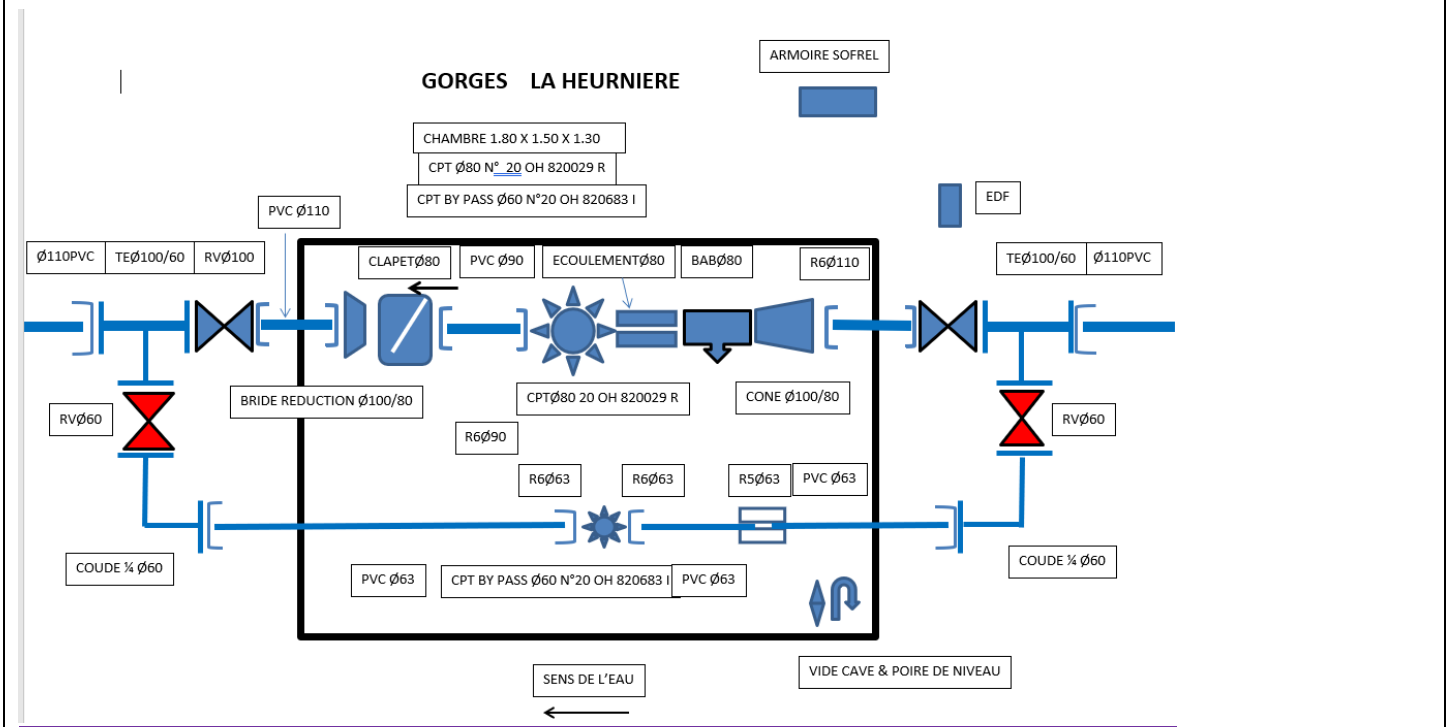 ARMOIRE SOFREL
GORGES LA HEURNIERE
CHAMBRE 1.80 X 1.50 X 1.30
CPT Ø80 N° 20 OH 820029 R
CPT BY PASS Ø60 N°20 OH 820683 I
EDF
PVC Ø110
Ø110PVC
TEØ100/60
RVØ100
CLAPETØ80
PVC Ø90
ECOULEMENTØ80
BABØ80
R6Ø110
TEØ100/60
Ø110PVC
BRIDE REDUCTION Ø100/80
CPTØ80 20 OH 820029 R
CONE Ø100/80
RVØ60
RVØ60
R6Ø90
R6Ø63
R6Ø63
R5Ø63
PVC Ø63
COUDE ¼ Ø60
PVC Ø63
CPT BY PASS Ø60 N°20 OH 820683 I
PVC Ø63
COUDE ¼ Ø60
SENS DE L’EAU
VIDE CAVE & POIRE DE NIVEAU